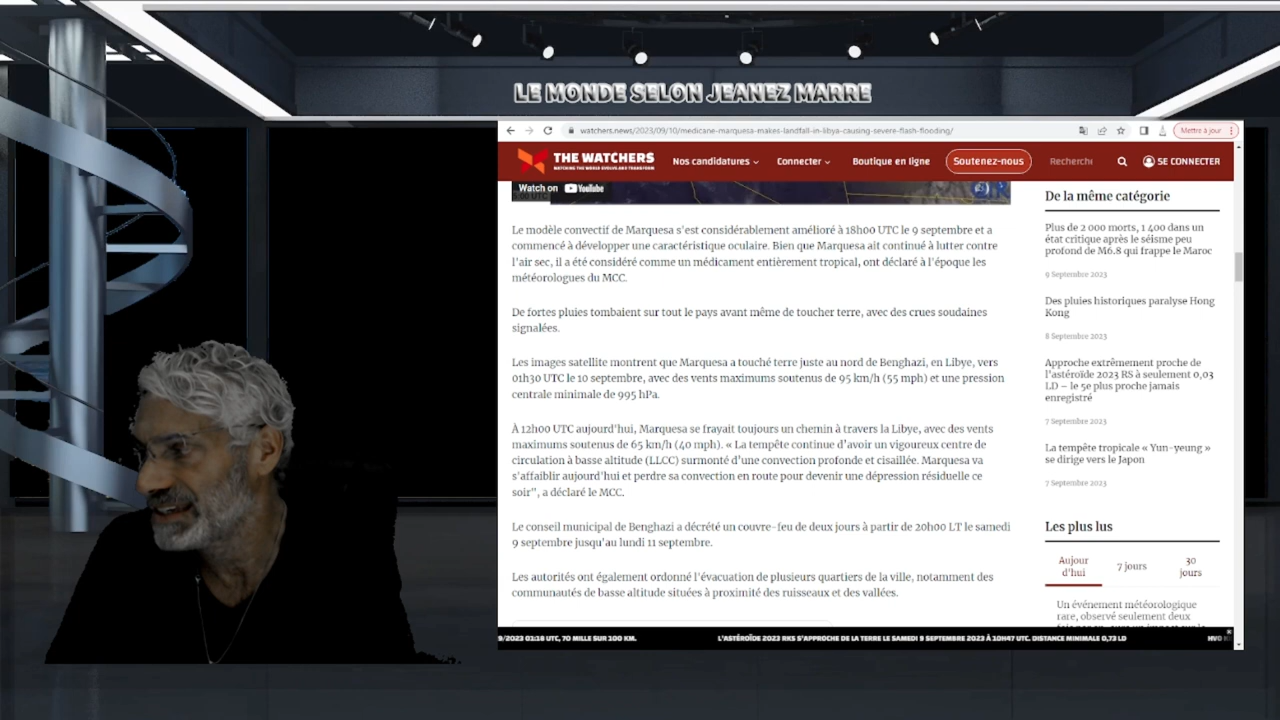 LE MONDE SELON JEANEZ MARRE
watchers.news/2023/09/10/medicane-marquesa-makes-landfall-in-libya-causing-severe-flash-flooding/
Mettre à jour
THE WATCHERS
WATCHING THE WORLD EVOLVE AND TRANSFORM
Nos candidatures
Connecter
Boutique en ligne
Soutenez-nous
Recherchi
SE CONNECTER
Watch on YouTube
Le modèle convectif de Marquesa s'est considérablement amélioré à 18h00 UTC le 9 septembre et a
commencé à développer une caractéristique oculaire. Bien que Marquesa ait continué à lutter contre
l'air sec, il a été considéré comme un médicament entièrement tropical, ont déclaré à l'époque les
météorologues du MCC.
De fortes pluies tombaient sur tout le pays avant même de toucher terre, avec des crues soudaines
signalées.
Les images satellite montrent que Marquesa a touché terre juste au nord de Benghazi, en Libye, vers
01h30 UTC le 10 septembre, avec des vents maximums soutenus de 95 km/h (55 mph) et une pression
centrale minimale de 995 hPa.
À 12h00 UTC aujourd'hui, Marquesa se frayait toujours un chemin à travers la Libye, avec des vents
maximums soutenus de 65 km/h (40 mph). « La tempête continue d'avoir un vigoureux centre de
circulation à basse altitude (LLCC) surmonté d'une convection profonde et cisaillée. Marquesa va
s'affaiblir aujourd'hui et perdre sa convection en route pour devenir une dépression résiduelle ce
soir", a déclaré le MCC.
Le conseil municipal de Benghazi a décrété un couvre-feu de deux jours à partir de 20h00 LT le samedi
9 septembre jusqu'au lundi 11 septembre.
Les autorités ont également ordonné l'évacuation de plusieurs quartiers de la ville, notamment des
communautés de basse altitude situées à proximité des ruisseaux et des vallées.
De la même catégorie
Plus de 2 000 morts, 1 400 dans un
état critique après le séisme peu
profond de M6.8 qui frappe le Maroc
9 Septembre 2023
Des pluies historiques paralyse Hong
Kong
8 Septembre 2023
Approche extrêmement proche de
l'astéroïde 2023 RS à seulement 0,03
LD – le 5e plus proche jamais
enregistré
7 Septembre 2023
La tempête tropicale « Yun-yeung »
se dirige vers le Japon
7 Septembre 2023
Les plus lus
Aujour
d'hui
7 jours
30
jours
Un événement météorologique
rare, observé seulement deux
9/2023 01:18 UTC, 70 MILLE SUR 100 KM.
L'ASTÉROÏDE 2023 RKS S'APPROCHE DE LA TERRE LE SAMEDI 9 SEPTEMBRE 2023 À 10H47 UTC. DISTANCE MINIMALE 0,73 LD
HVO